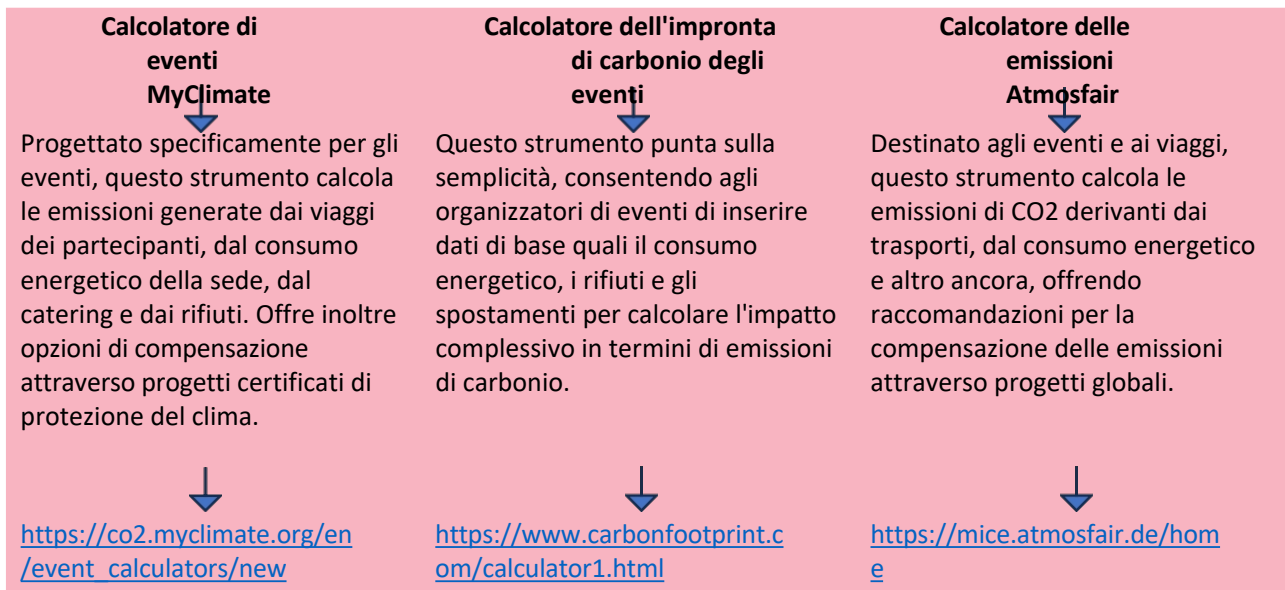 Calcolatore di
eventi
MyClimate
Progettato specificamente per gli
eventi, questo strumento calcola
le emissioni generate dai viaggi
dei partecipanti, dal consumo
energetico della sede, dal
catering e dai rifiuti. Offre inoltre
opzioni di compensazione
attraverso progetti certificati di
protezione del clima.
https://co2.myclimate.org/en
/event_calculators/new
Calcolatore dell'impronta
di carbonio degli
eventi
Questo strumento punta sulla
semplicità, consentendo agli
organizzatori di eventi di inserire
dati di base quali il consumo
energetico, i rifiuti e gli
spostamenti per calcolare l'impatto
complessivo in termini di emissioni
di carbonio.
https://www.carbonfootprint.c
om/calculator1.html
Calcolatore delle
emissioni
Atmosfair
Destinato agli eventi e ai viaggi,
questo strumento calcola le
emissioni di CO2 derivanti dai
trasporti, dal consumo energetico
e altro ancora, offrendo
raccomandazioni per la
compensazione delle emissioni
attraverso progetti globali.
https://mice.atmosfair.de/hom
e